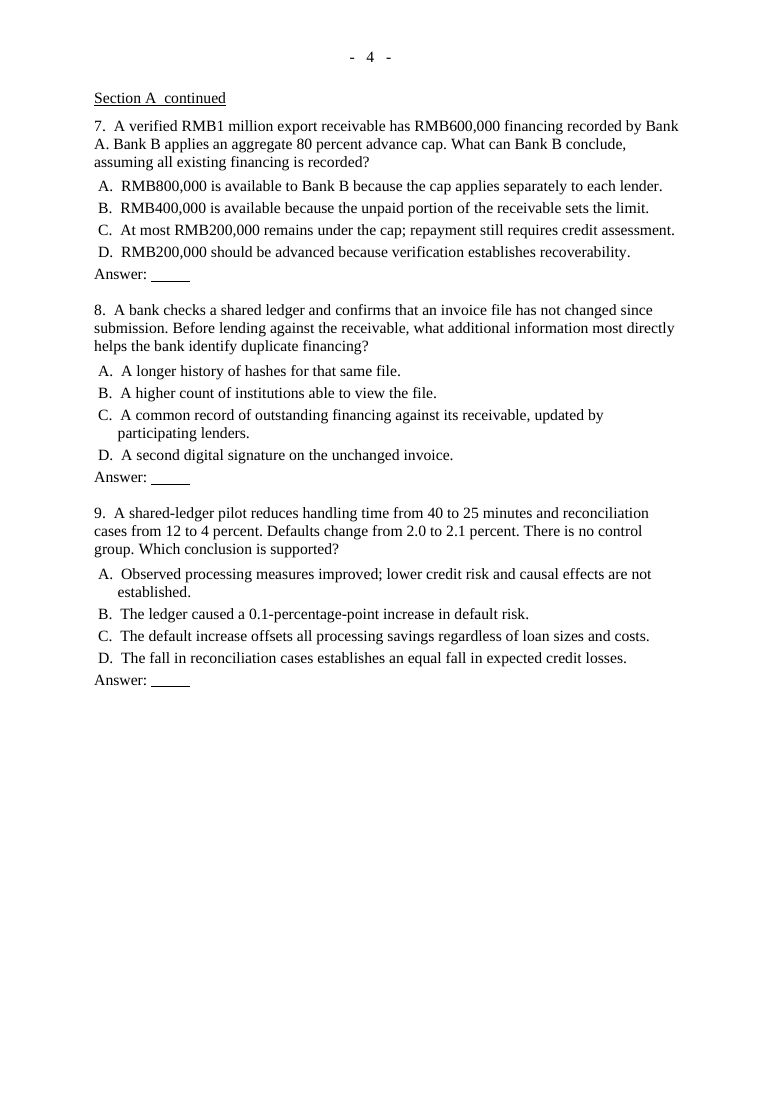 - 4 -
Section A continued
7. A verified RMB1 million export receivable has RMB600,000 financing recorded by Bank
A. Bank B applies an aggregate 80 percent advance cap. What can Bank B conclude,
assuming all existing financing is recorded?
A. RMB800,000 is available to Bank B because the cap applies separately to each lender.
B. RMB400,000 is available because the unpaid portion of the receivable sets the limit.
C. At most RMB200,000 remains under the cap; repayment still requires credit assessment.
D. RMB200,000 should be advanced because verification establishes recoverability.
Answer: _____
8. A bank checks a shared ledger and confirms that an invoice file has not changed since
submission. Before lending against the receivable, what additional information most directly
helps the bank identify duplicate financing?
A. A longer history of hashes for that same file.
B. A higher count of institutions able to view the file.
C. A common record of outstanding financing against its receivable, updated by
participating lenders.
D. A second digital signature on the unchanged invoice.
Answer: _____
9. A shared-ledger pilot reduces handling time from 40 to 25 minutes and reconciliation
cases from 12 to 4 percent. Defaults change from 2.0 to 2.1 percent. There is no control
group. Which conclusion is supported?
A. Observed processing measures improved; lower credit risk and causal effects are not
established.
B. The ledger caused a 0.1-percentage-point increase in default risk.
C. The default increase offsets all processing savings regardless of loan sizes and costs.
D. The fall in reconciliation cases establishes an equal fall in expected credit losses.
Answer: _____